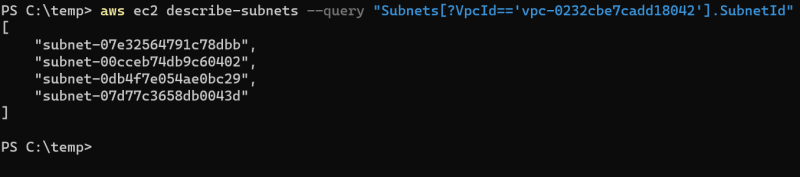 PS C:\temp> aws ec2 describe-subnets --query "Subnets[?VpcId=='vpc-0232cbe7cadd18042'].SubnetId"
[
    "subnet-07e32564791c78dbb",
    "subnet-00cceb74db9c60402",
    "subnet-0db4f7e054ae0bc29",
    "subnet-07d77c3658db0043d"
]
PS C:\temp>